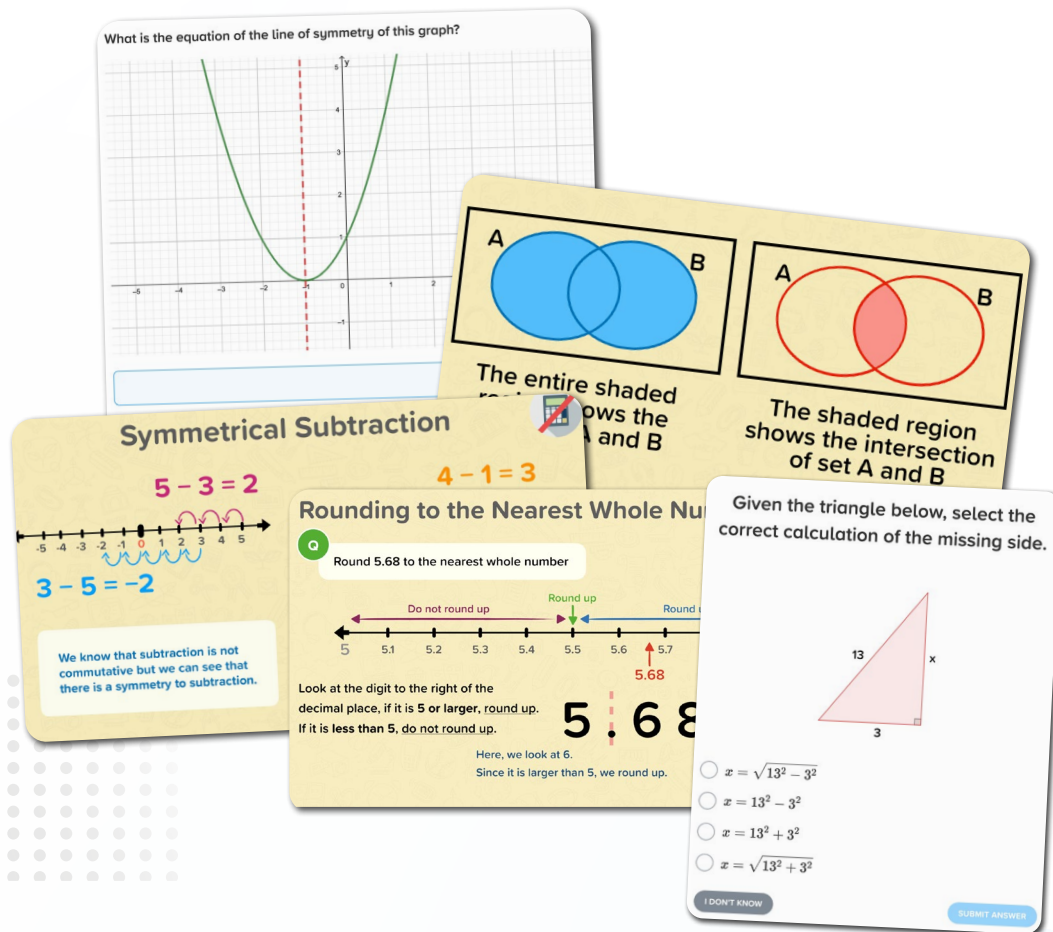 What is the equation of the line of symmetry of this graph?
y
5
4
3
2
1
-5 -4 -3 -2 -1 0 1 2
-1
A
B
The entire shaded
ows the
A and B
A
B
The shaded region
shows the intersection
of set A and B
Symmetrical Subtraction
5 - 3 = 2
4 - 1 = 3
-5 -4 -3 -2 -1 0 1 2 3 4 5
3 - 5 = -2
We know that subtraction is not
commutative but we can see that
there is a symmetry to subtraction.
Rounding to the Nearest Whole Nu
Q
Round 5.68 to the nearest whole number
Round up
Do not round up
Round
5 5.1 5.2 5.3 5.4 5.5 5.6 5.7
5.68
Look at the digit to the right of the
decimal place, if it is 5 or larger, round up.
If it is less than 5, do not round up.
5 . 6 8
Here, we look at 6.
Since it is larger than 5, we round up.
Given the triangle below, select the
correct calculation of the missing side.
13
x
3
x = √(13² − 3²)
x = 13² − 3²
x = 13² + 3²
x = √(13² + 3²)
I DON'T KNOW
SUBMIT ANSWER